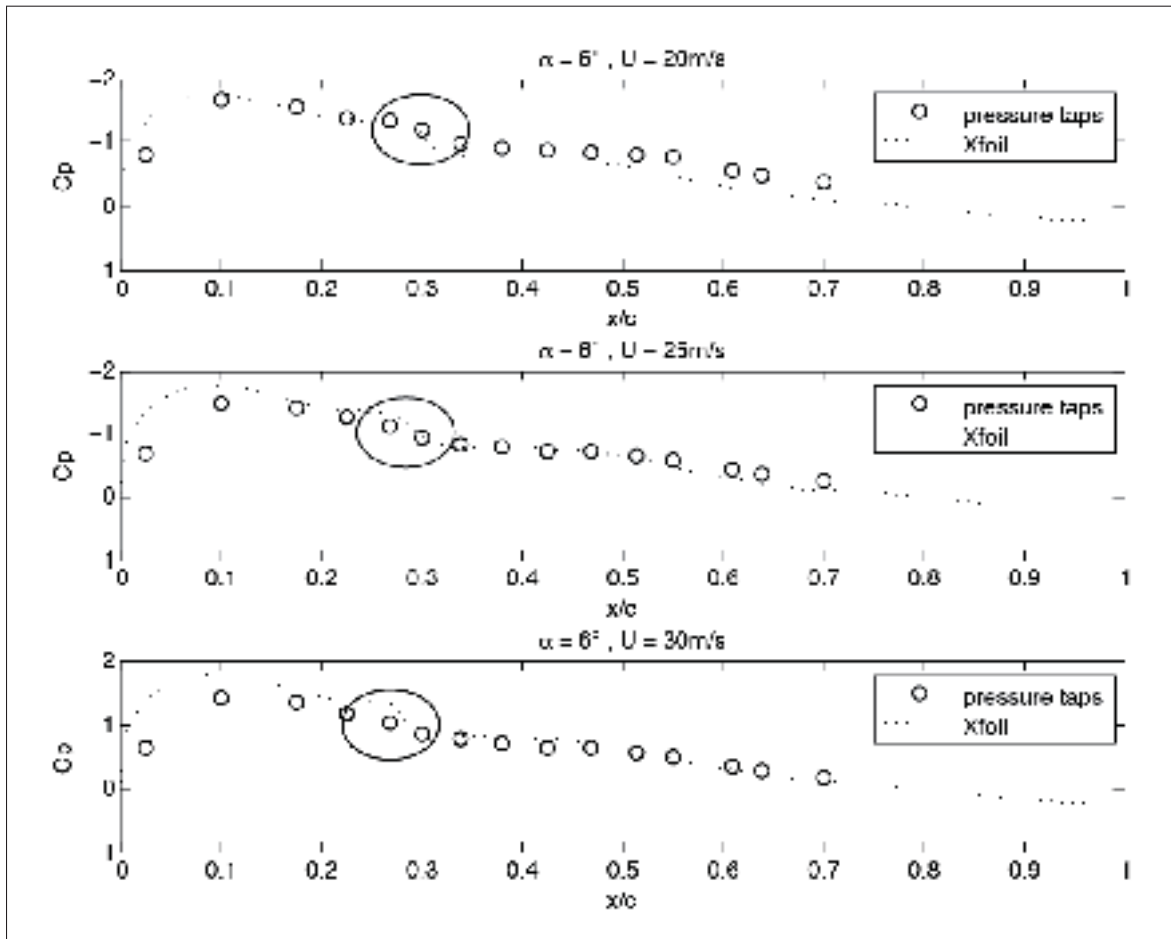 α = 6°, U = 20m/s
-2
-1
0
1
Cp
pressure taps
Xfoil
0 0.1 0.2 0.3 0.4 0.5 0.6 0.7 0.8 0.9 1
x/c
α = 6°, U = 25m/s
-2
-1
0
1
Cp
pressure taps
Xfoil
0 0.1 0.2 0.3 0.4 0.5 0.6 0.7 0.8 0.9 1
x/c
α = 6°, U = 30m/s
2
1
0
1
Cp
pressure taps
Xfoil
0 0.1 0.2 0.3 0.4 0.5 0.6 0.7 0.8 0.9 1
x/c